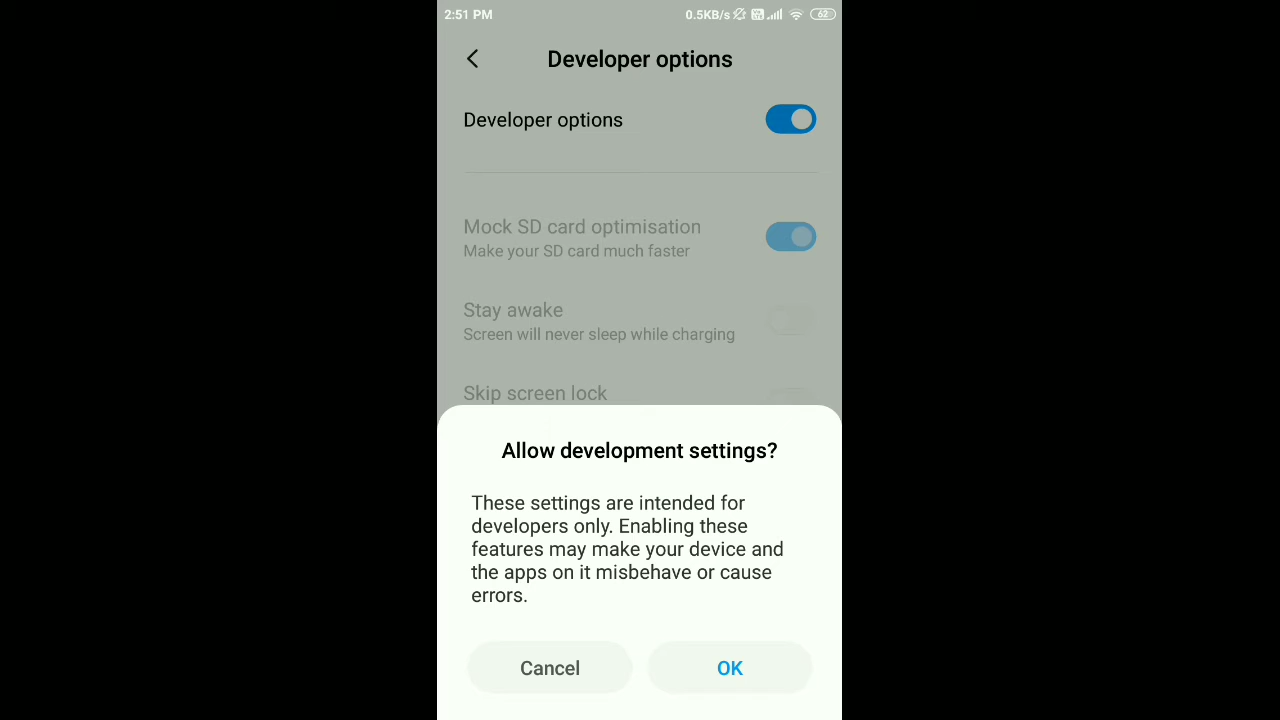 2:51 PM
0.5KB/s
62
Developer options
Developer options
Mock SD card optimisation
Make your SD card much faster
Stay awake
Screen will never sleep while charging
Skip screen lock
Allow development settings?
These settings are intended for
developers only. Enabling these
features may make your device and
the apps on it misbehave or cause
errors.
Cancel
OK